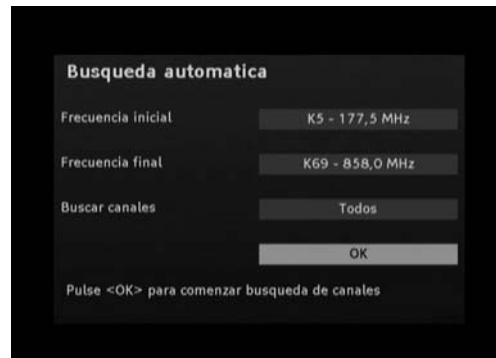 Busqueda automatica
Frecuencia inicial K5 - 177,5 MHz
Frecuencia final K69 - 858,0 MHz
Buscar canales Todos
OK
Pulse <OK> para comenzar busqueda de canales